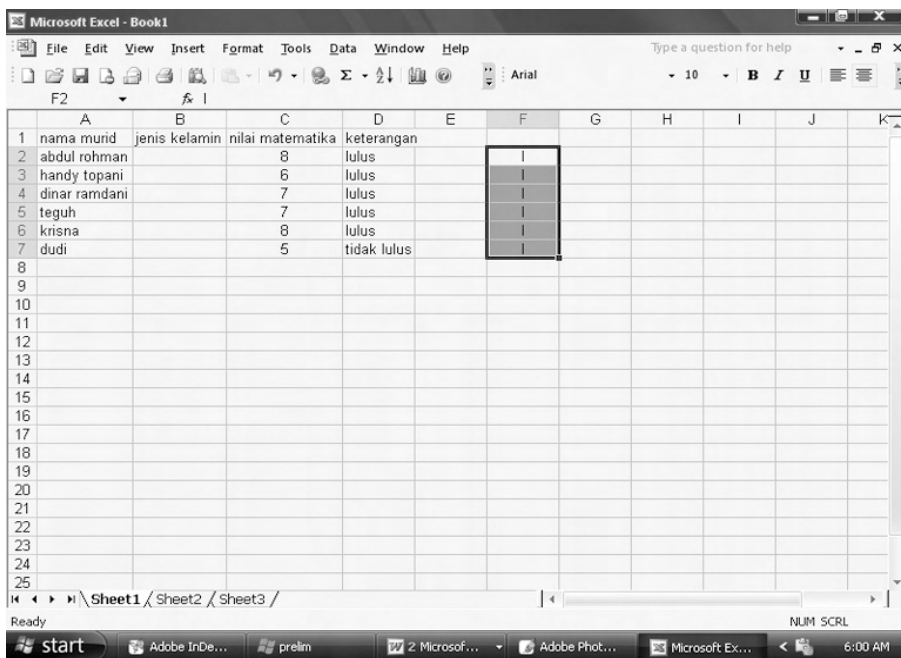 Microsoft Excel - Book1
File Edit View Insert Format Tools Data Window Help Type a question for help
Arial 10 B I U
F2 fx l
A B C D E F G H I J K
1 nama murid jenis kelamin nilai matematika keterangan
2 abdul rohman 8 lulus l
3 handy topani 6 lulus l
4 dinar ramdani 7 lulus l
5 teguh 7 lulus l
6 krisna 8 lulus l
7 dudi 5 tidak lulus l
8
9
10
11
12
13
14
15
16
17
18
19
20
21
22
23
24
25
Sheet1 Sheet2 Sheet3
Ready NUM SCRL
start Adobe InDe... prelim 2 Microsof... Adobe Phot... Microsoft Ex... 6:00 AM